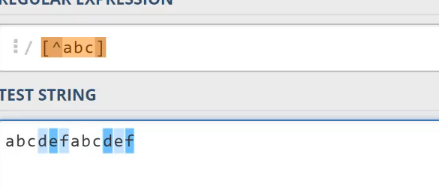 REGULAR EXPRESSION
/ [^abc]
TEST STRING
abcdefabcdef